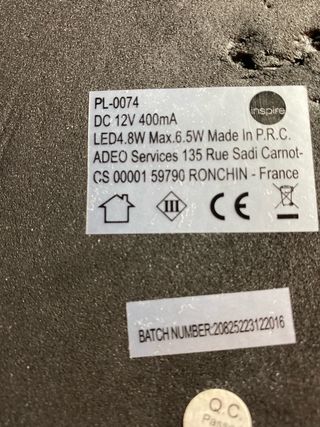 PL-0074
inspire
DC 12V 400mA
LED4.8W Max.6.5W Made In P.R.C.
ADEO Services 135 Rue Sadi Carnot-
CS 00001 59790 RONCHIN - France
III
CE
BATCH NUMBER:20825223122016
Q.C.